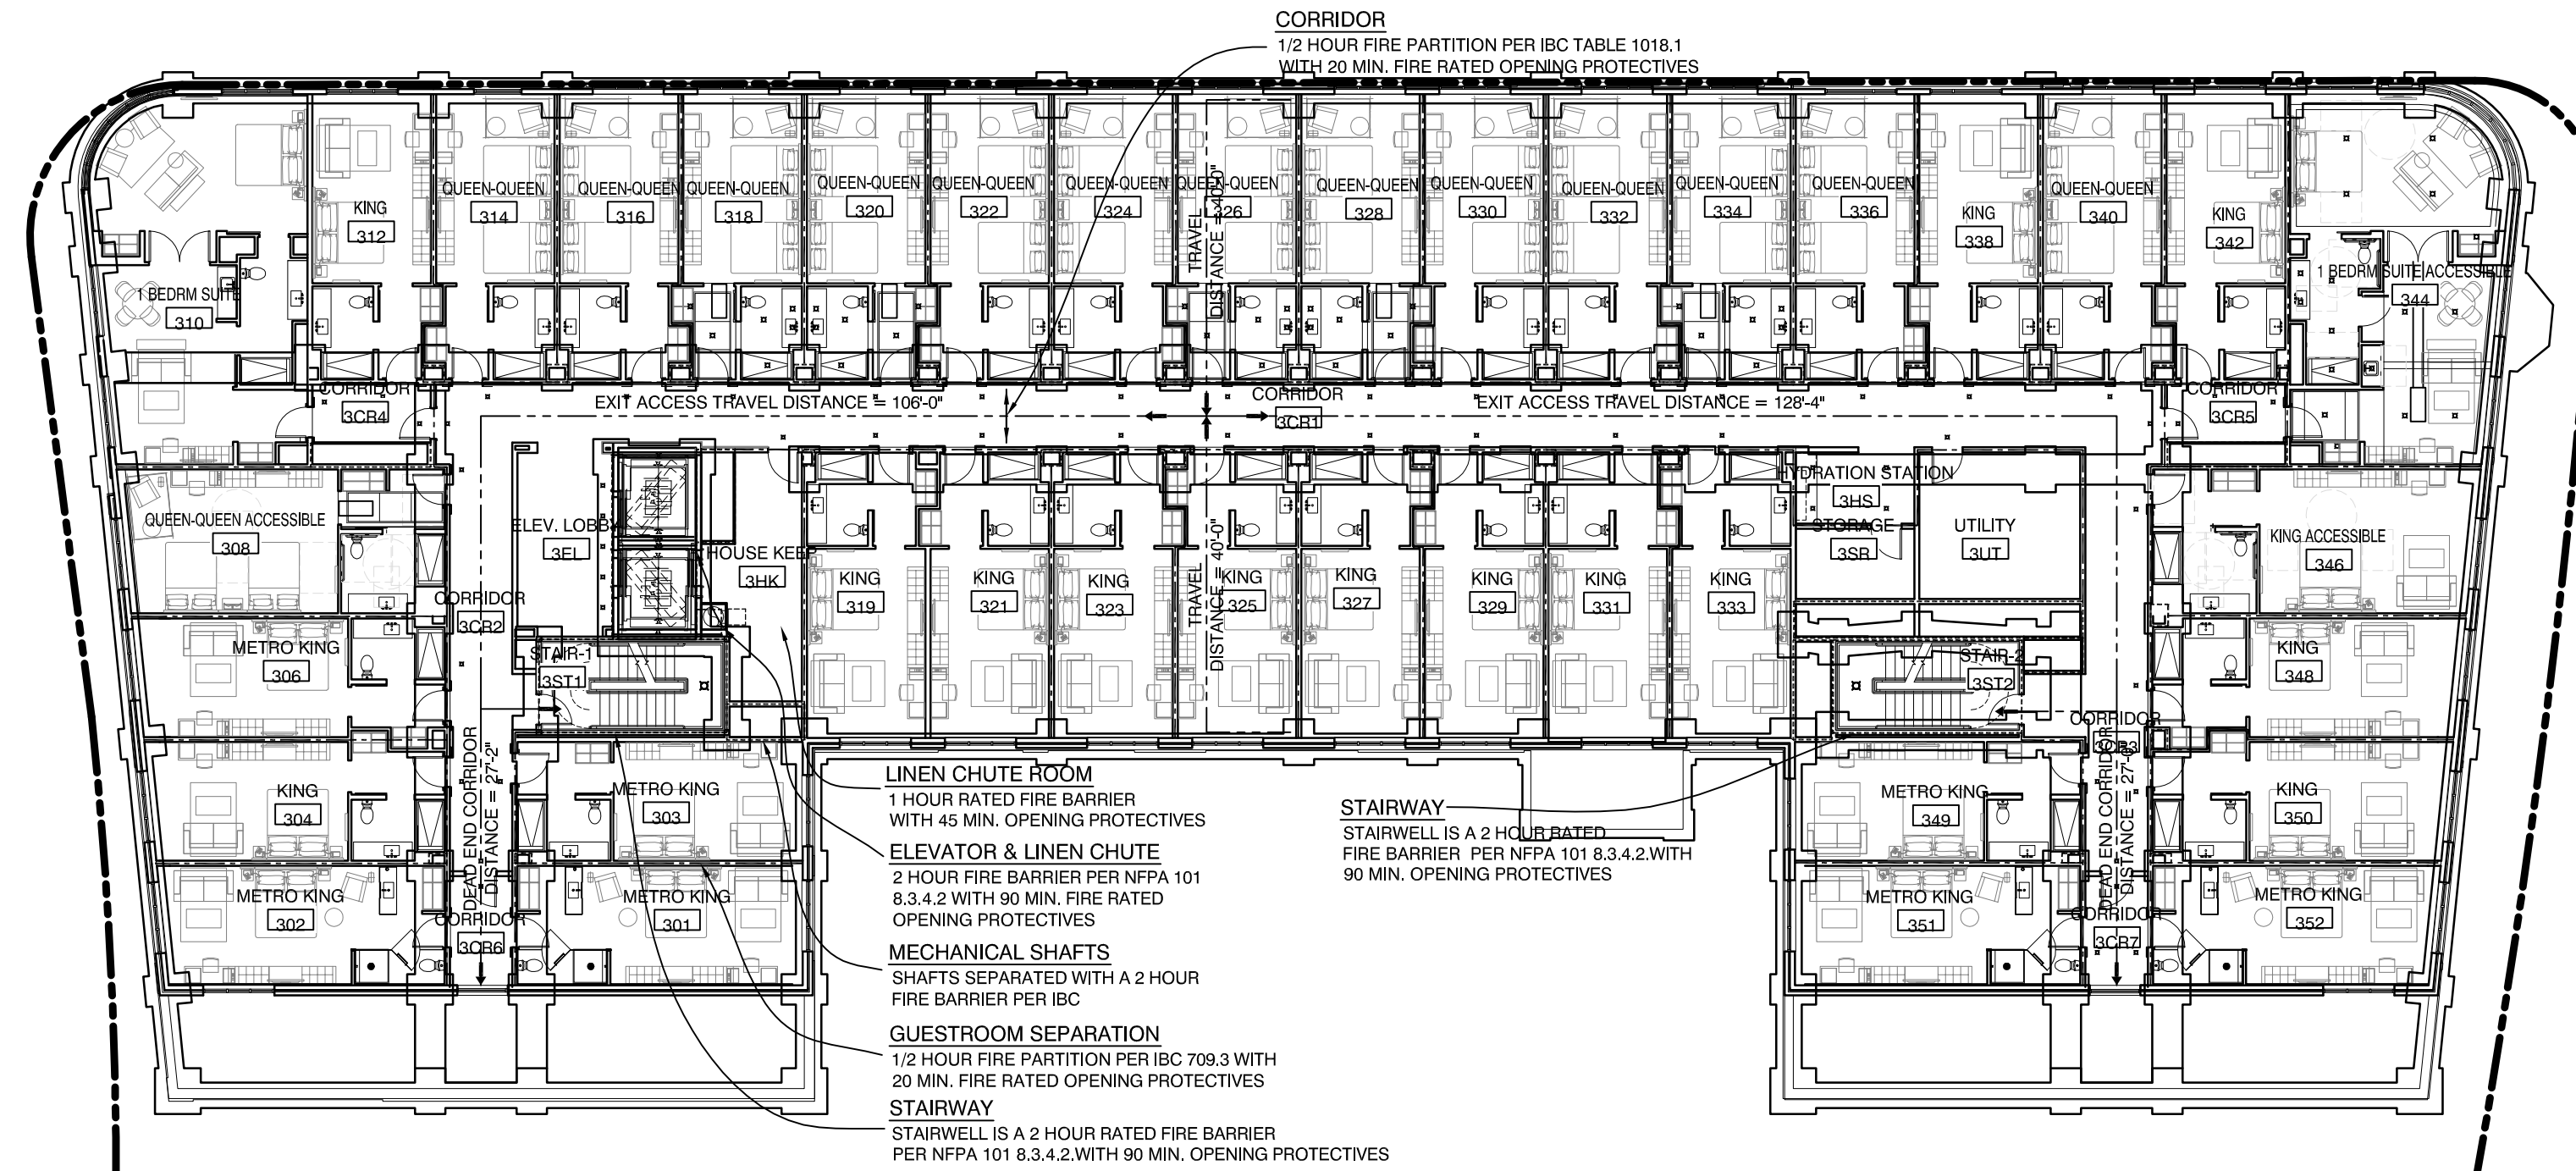 CORRIDOR
1/2 HOUR FIRE PARTITION PER IBC TABLE 1018.1
WITH 20 MIN. FIRE RATED OPENING PROTECTIVES
1 BEDRM SUITE
310
KING
312
QUEEN-QUEEN
314
QUEEN-QUEEN
316
QUEEN-QUEEN
318
QUEEN-QUEEN
320
QUEEN-QUEEN
322
QUEEN-QUEEN
324
QUEEN-QUEEN
326
TRAVEL
DISTANCE = 40'-0"
QUEEN-QUEEN
328
QUEEN-QUEEN
330
QUEEN-QUEEN
332
QUEEN-QUEEN
334
QUEEN-QUEEN
336
KING
338
QUEEN-QUEEN
340
KING
342
1 BEDRM SUITE ACCESSIBLE
344
CORRIDOR
3CR4
EXIT ACCESS TRAVEL DISTANCE = 106'-0"
CORRIDOR
3CR1
EXIT ACCESS TRAVEL DISTANCE = 128'-4"
CORRIDOR
3CR5
QUEEN-QUEEN ACCESSIBLE
308
ELEV. LOBBY
3EL
HOUSE KEEP
3HK
CORRIDOR
3CR2
METRO KING
306
STAIR-1
3ST1
KING
319
KING
321
KING
323
TRAVEL
DISTANCE = 40'-0"
KING
325
KING
327
KING
329
KING
331
KING
333
HYDRATION STATION
3HS
STORAGE
3SR
UTILITY
3UT
STAIR-2
3ST2
KING ACCESSIBLE
346
KING
348
CORRIDOR
3CR3
KING
304
DEAD END CORRIDOR
DISTANCE = 27'-2"
METRO KING
303
METRO KING
302
CORRIDOR
3CR6
METRO KING
301
METRO KING
349
DEAD END CORRIDOR
DISTANCE = 27'-0"
KING
350
METRO KING
351
CORRIDOR
3CR7
METRO KING
352
LINEN CHUTE ROOM
1 HOUR RATED FIRE BARRIER
WITH 45 MIN. OPENING PROTECTIVES
ELEVATOR & LINEN CHUTE
2 HOUR FIRE BARRIER PER NFPA 101
8.3.4.2 WITH 90 MIN. FIRE RATED
OPENING PROTECTIVES
MECHANICAL SHAFTS
SHAFTS SEPARATED WITH A 2 HOUR
FIRE BARRIER PER IBC
GUESTROOM SEPARATION
1/2 HOUR FIRE PARTITION PER IBC 709.3 WITH
20 MIN. FIRE RATED OPENING PROTECTIVES
STAIRWAY
STAIRWELL IS A 2 HOUR RATED FIRE BARRIER
PER NFPA 101 8.3.4.2.WITH 90 MIN. OPENING PROTECTIVES
STAIRWAY
STAIRWELL IS A 2 HOUR RATED
FIRE BARRIER PER NFPA 101 8.3.4.2.WITH
90 MIN. OPENING PROTECTIVES